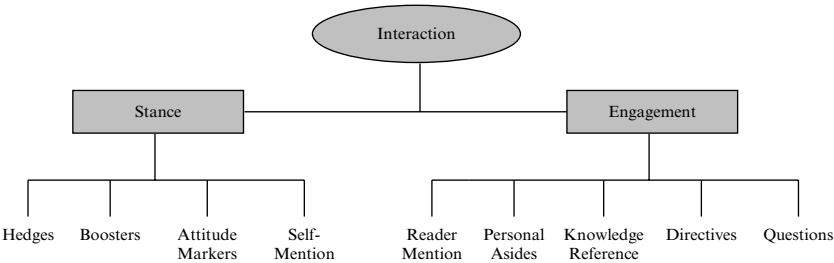 Interaction
Stance
Engagement
Hedges
Boosters
Attitude
Markers
Self-
Mention
Reader
Mention
Personal
Asides
Knowledge
Reference
Directives
Questions